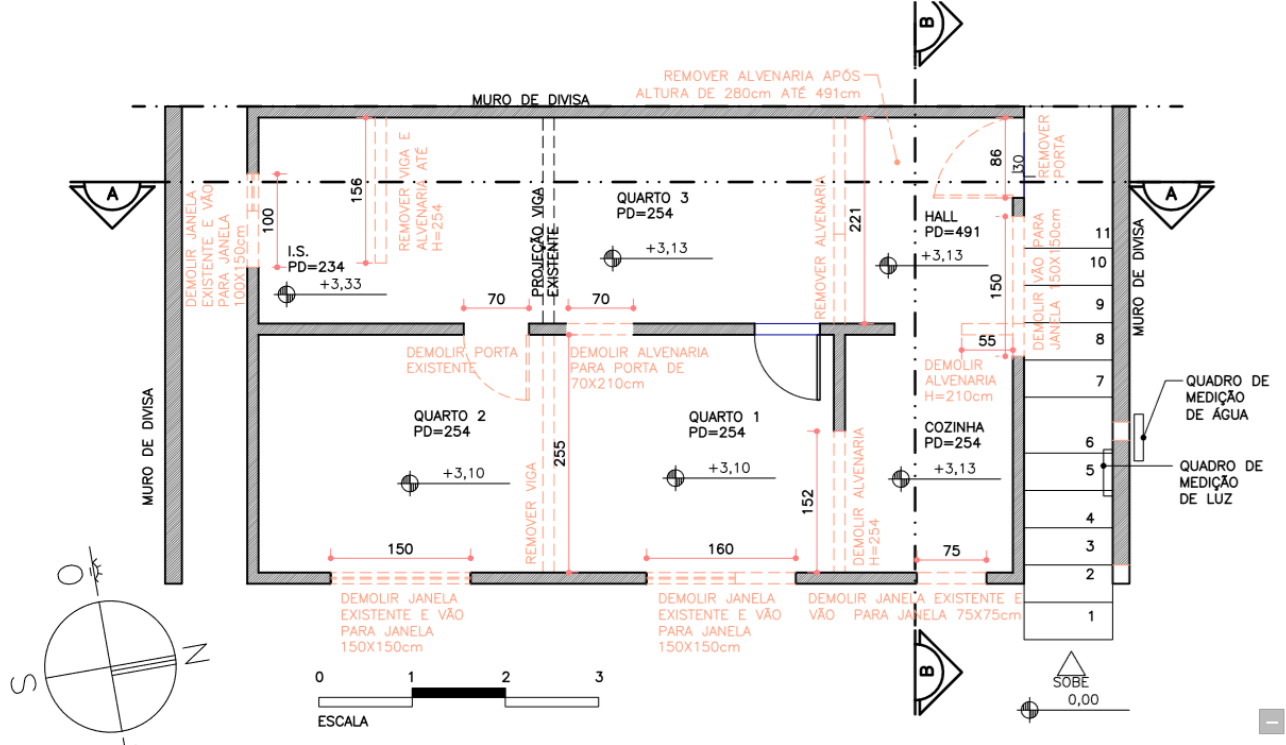 B
REMOVER ALVENARIA APÓS
ALTURA DE 280cm ATÉ 491cm
MURO DE DIVISA
A
DEMOLIR JANELA
EXISTENTE E VÃO
PARA JANELA
100X150cm
100
156
REMOVER VIGA E
ALVENARIA ATÉ
H=254
I.S.
PD=234
+3,33
PROJEÇÃO VIGA
EXISTENTE
QUARTO 3
PD=254
+3,13
REMOVER ALVENARIA
221
HALL
PD=491
+3,13
86
30
REMOVER
PORTA
150
DEMOLIR VÃO PARA
JANELA 150X150cm
A
MURO DE DIVISA
11
10
9
8
7
6
5
4
3
2
1
70
70
55
DEMOLIR PORTA
EXISTENTE
DEMOLIR ALVENARIA
PARA PORTA DE
70X210cm
DEMOLIR
ALVENARIA
H=210cm
MURO DE DIVISA
QUARTO 2
PD=254
+3,10
REMOVER VIGA
255
QUARTO 1
PD=254
+3,10
152
DEMOLIR ALVENARIA
H=254
COZINHA
PD=254
+3,13
QUADRO DE
MEDIÇÃO
DE ÁGUA
QUADRO DE
MEDIÇÃO
DE LUZ
150
160
75
DEMOLIR JANELA
EXISTENTE E VÃO
PARA JANELA
150X150cm
DEMOLIR JANELA
EXISTENTE E VÃO
PARA JANELA
150X150cm
DEMOLIR JANELA EXISTENTE E
VÃO PARA JANELA 75X75cm
O
N
S
0 1 2 3
ESCALA
B
SOBE
0,00